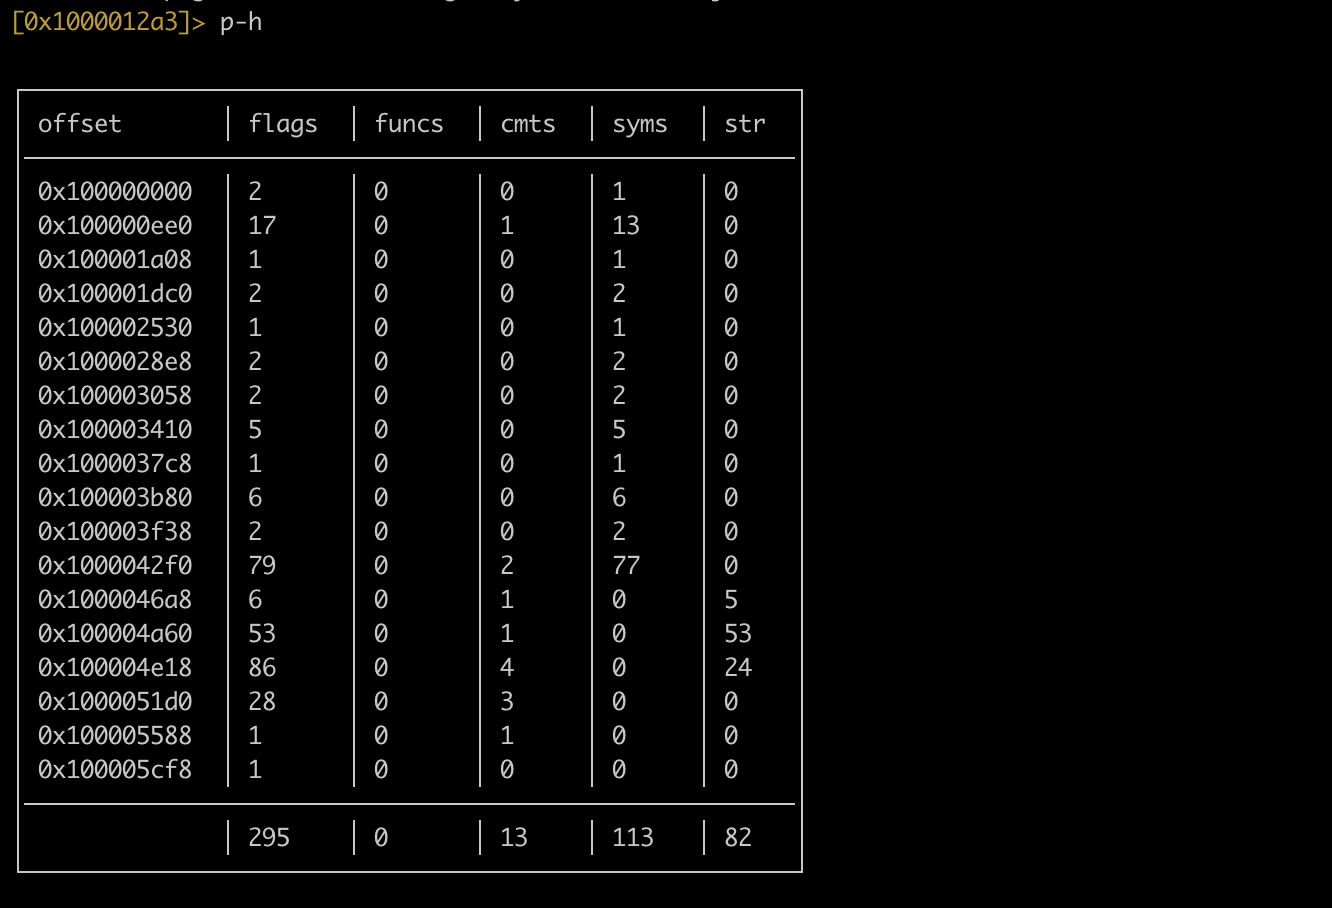 [0x1000012a3]> p-h
offset flags funcs cmts syms str
0x100000000 2 0 0 1 0
0x100000ee0 17 0 1 13 0
0x100001a08 1 0 0 1 0
0x100001dc0 2 0 0 2 0
0x100002530 1 0 0 1 0
0x1000028e8 2 0 0 2 0
0x100003058 2 0 0 2 0
0x100003410 5 0 0 5 0
0x1000037c8 1 0 0 1 0
0x100003b80 6 0 0 6 0
0x100003f38 2 0 0 2 0
0x1000042f0 79 0 2 77 0
0x1000046a8 6 0 1 0 5
0x100004a60 53 0 1 0 53
0x100004e18 86 0 4 0 24
0x1000051d0 28 0 3 0 0
0x100005588 1 0 1 0 0
0x100005cf8 1 0 0 0 0
295 0 13 113 82